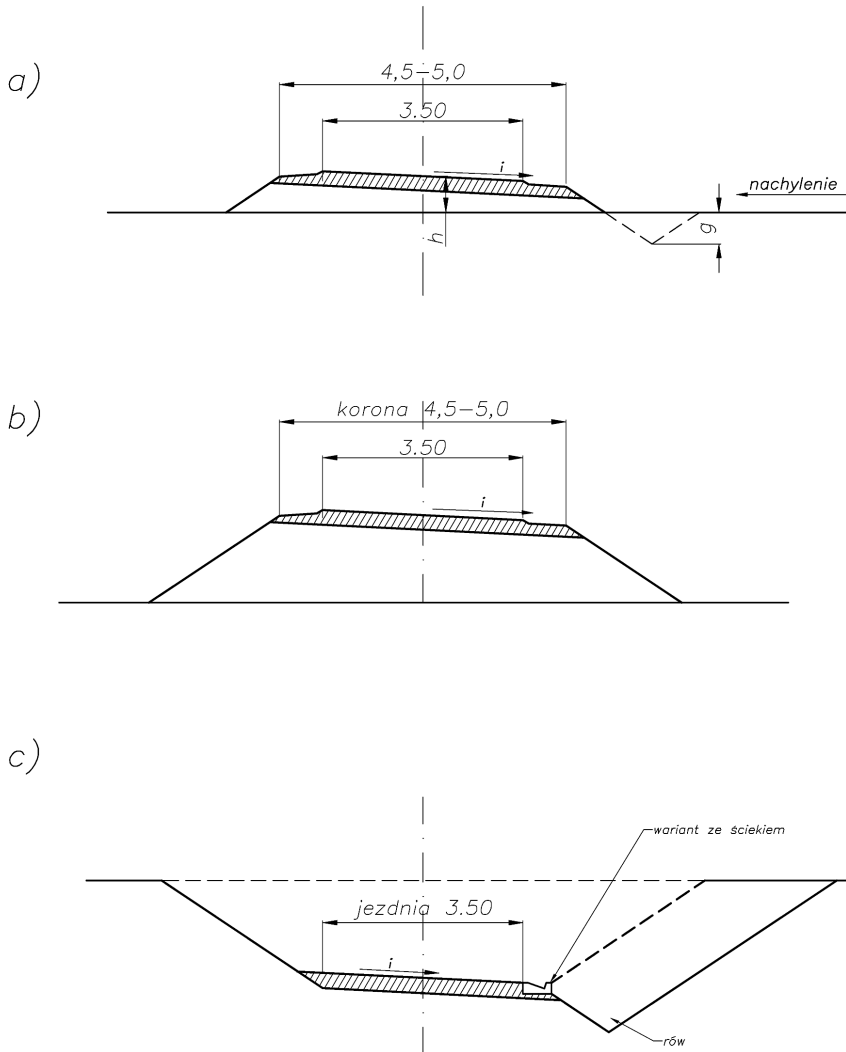 a)
4,5-5,0
3.50
i
nachylenie
h
g
b)
korona 4,5-5,0
3.50
i
c)
wariant ze ściekiem
jezdnia 3.50
i
rów